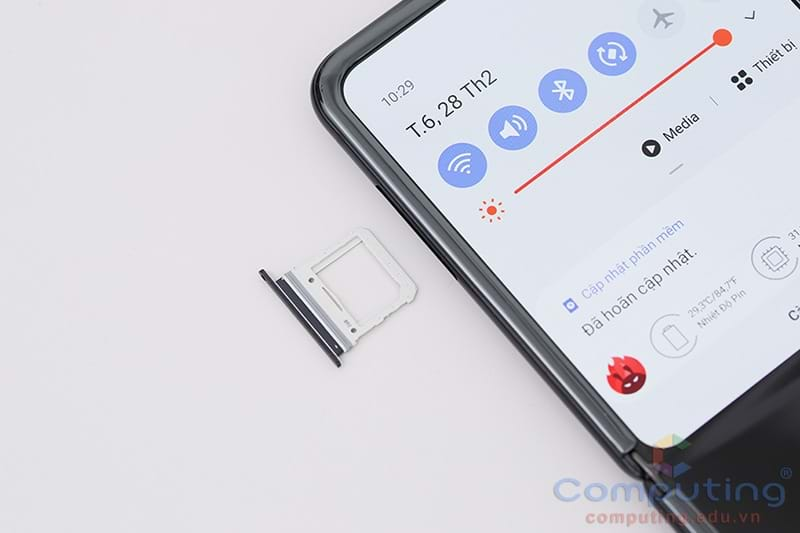 10:29
T.6, 28 Th2
Media
Thiết bị
Cập nhật phần mềm
Đã hoãn cập nhật.
29,3°C/84,7°F
Nhiệt Độ Pin
31
Computing®
computing.edu.vn